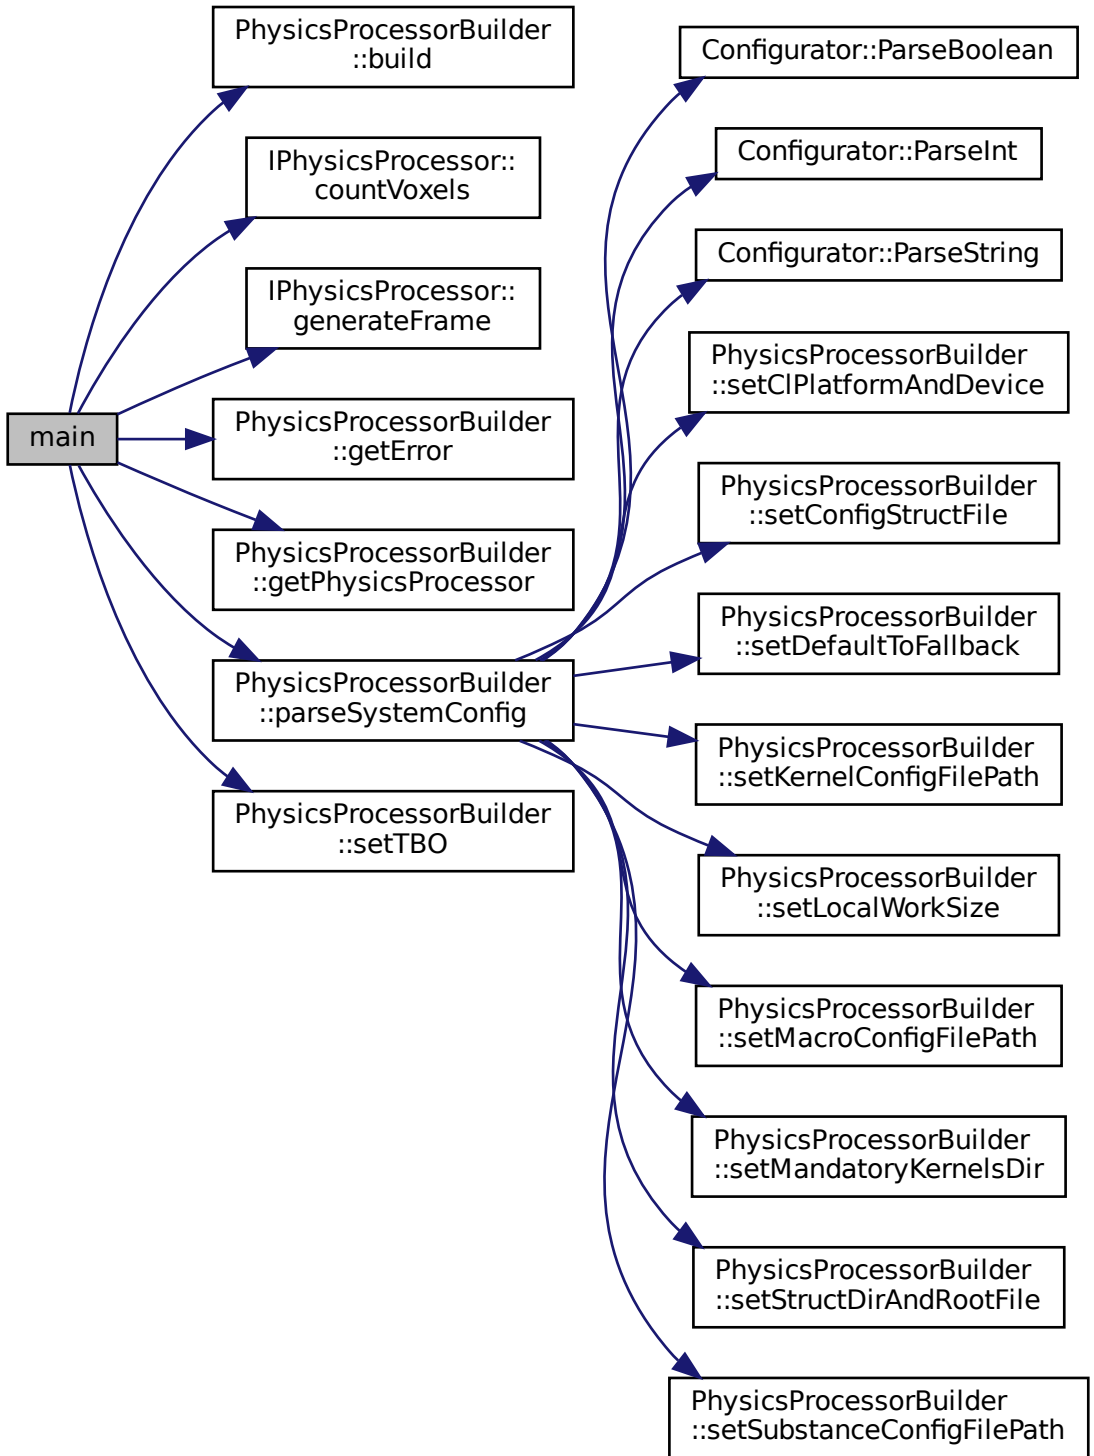 main
PhysicsProcessorBuilder
::build
IPhysicsProcessor::
countVoxels
IPhysicsProcessor::
generateFrame
PhysicsProcessorBuilder
::getError
PhysicsProcessorBuilder
::getPhysicsProcessor
PhysicsProcessorBuilder
::parseSystemConfig
PhysicsProcessorBuilder
::setTBO
Configurator::ParseBoolean
Configurator::ParseInt
Configurator::ParseString
PhysicsProcessorBuilder
::setClPlatformAndDevice
PhysicsProcessorBuilder
::setConfigStructFile
PhysicsProcessorBuilder
::setDefaultToFallback
PhysicsProcessorBuilder
::setKernelConfigFilePath
PhysicsProcessorBuilder
::setLocalWorkSize
PhysicsProcessorBuilder
::setMacroConfigFilePath
PhysicsProcessorBuilder
::setMandatoryKernelsDir
PhysicsProcessorBuilder
::setStructDirAndRootFile
PhysicsProcessorBuilder
::setSubstanceConfigFilePath